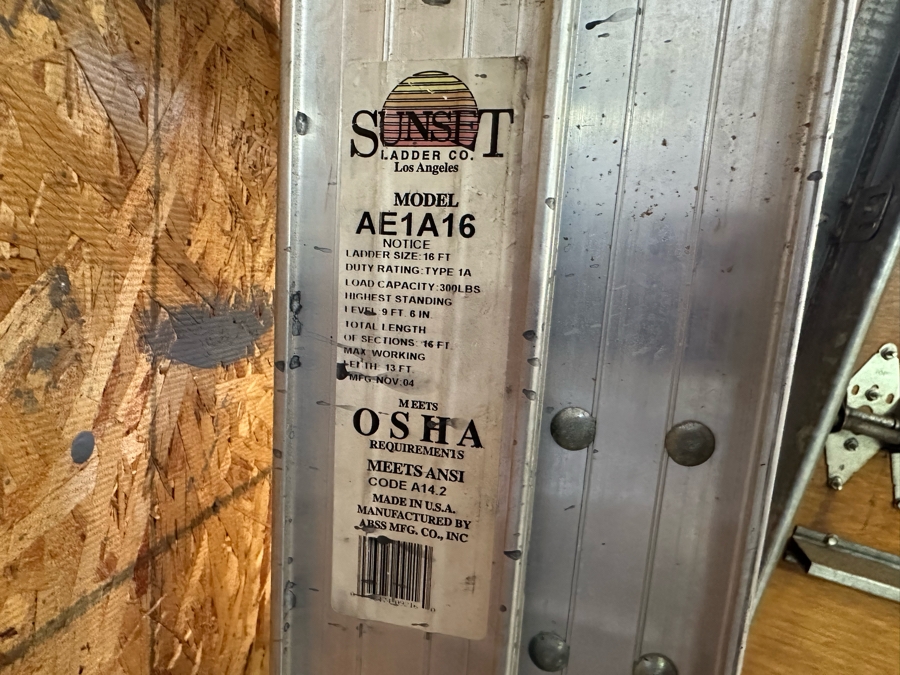 SUNSET
LADDER CO.
Los Angeles
MODEL
AE1A16
NOTICE
LADDER SIZE: 16 FT
DUTY RATING: TYPE 1A
LOAD CAPACITY: 300LBS
HIGHEST STANDING
LEVEL: 9 FT. 6 IN.
TOTAL LENGTH
OF SECTIONS: 16 FT.
MAX WORKING
13 FT.
MFG NOV:04
MEETS
OSHA
REQUIREMENTS
MEETS ANSI
CODE A14.2
MADE IN U.S.A.
MANUFACTURED BY
ABSS MFG. CO., INC